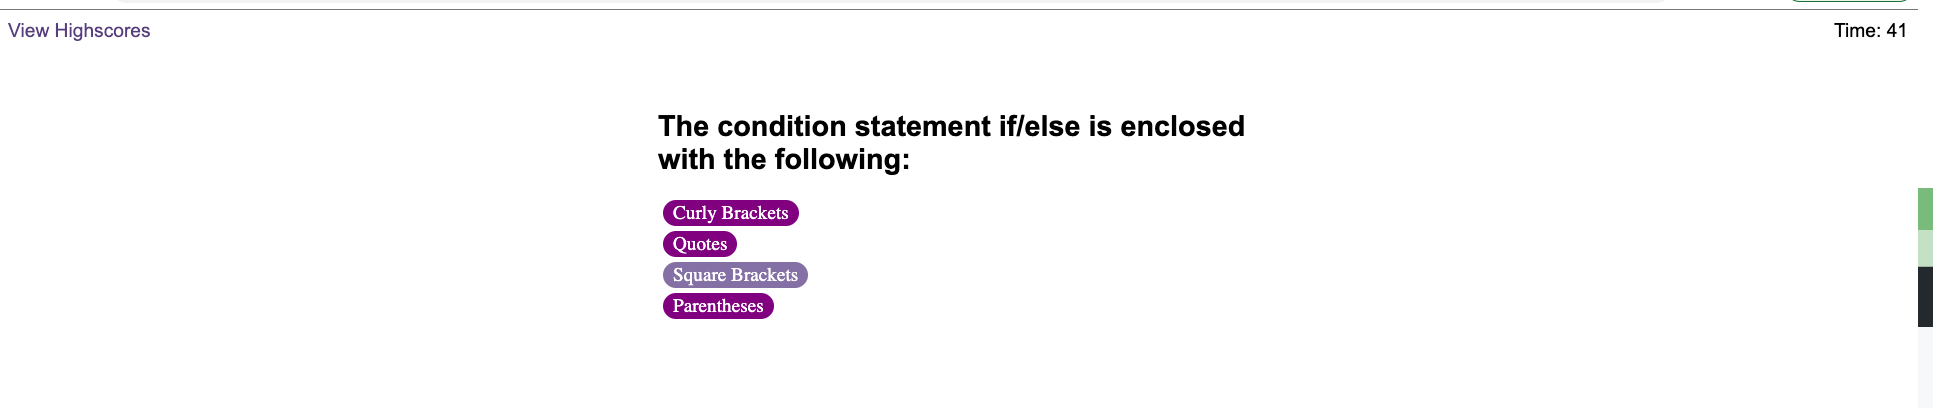 View Highscores
Time: 41
The condition statement if/else is enclosed
with the following:
Curly Brackets
Quotes
Square Brackets
Parentheses